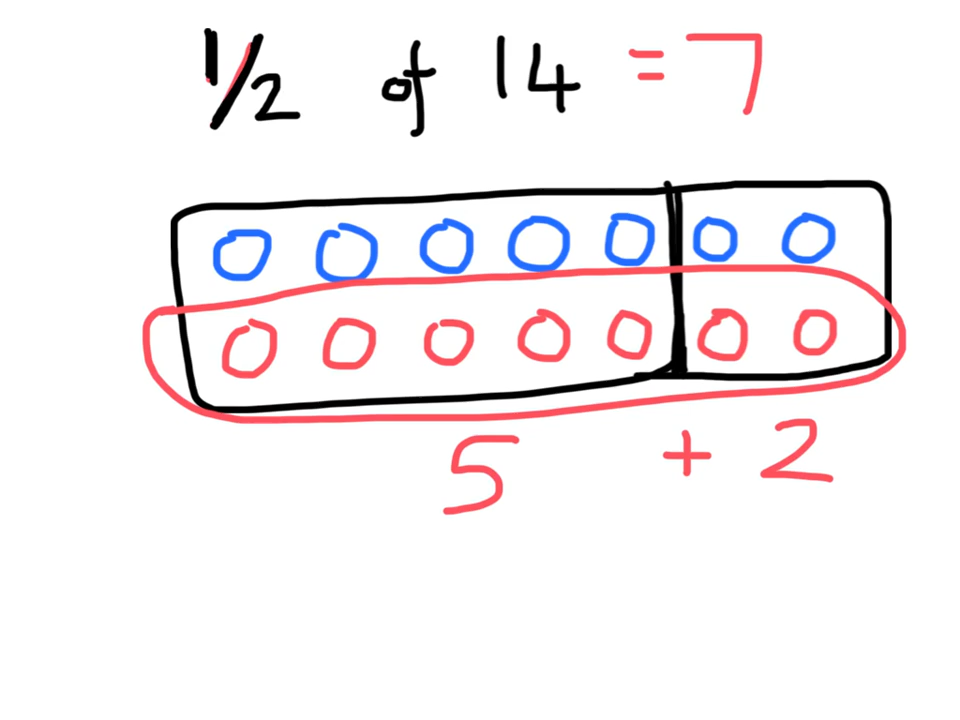 1/2 of 14 = 7
5 + 2